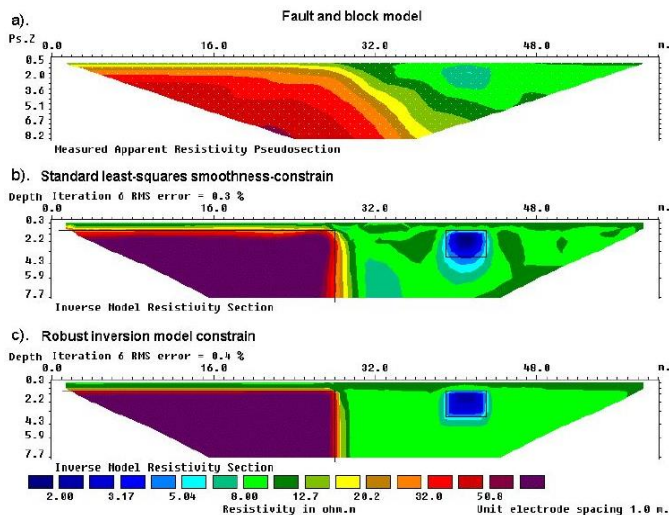 a). Fault and block model
Ps.Z 0.0 16.0 32.0 48.0 m.
0.5
2.0
3.6
5.1
6.7
8.2
Measured Apparent Resistivity Pseudosection
b). Standard least-squares smoothness-constrain
Depth Iteration 6 RMS error = 0.3 %
0.0 16.0 32.0 48.0 m.
0.3
2.2
4.3
5.9
7.7
Inverse Model Resistivity Section
c). Robust inversion model constrain
Depth Iteration 6 RMS error = 0.4 %
0.0 16.0 32.0 48.0 m.
0.3
2.2
4.3
5.9
7.7
Inverse Model Resistivity Section
2.00 3.17 5.04 8.00 12.7 20.2 32.0 50.8
Resistivity in ohm.m Unit electrode spacing 1.0 m.